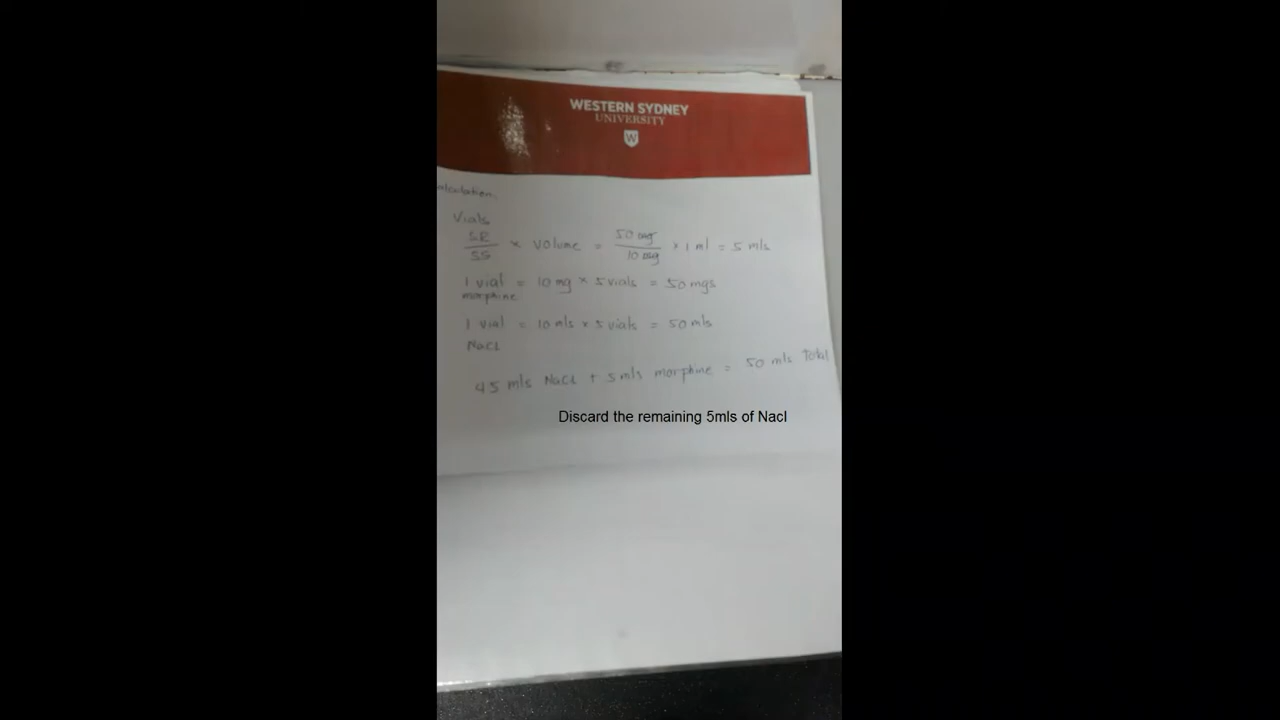 WESTERN SYDNEY
UNIVERSITY
W
alculation.
Vials
SR
SS
× Volume = 50 mg / 10 mg × 1 ml = 5 mls
1 vial = 10 mg × 5 vials = 50 mgs
morphine
1 vial = 10 mls × 5 vials = 50 mls
NaCL
45 mls NaCL + 5 mls morphine = 50 mls Total
Discard the remaining 5mls of Nacl